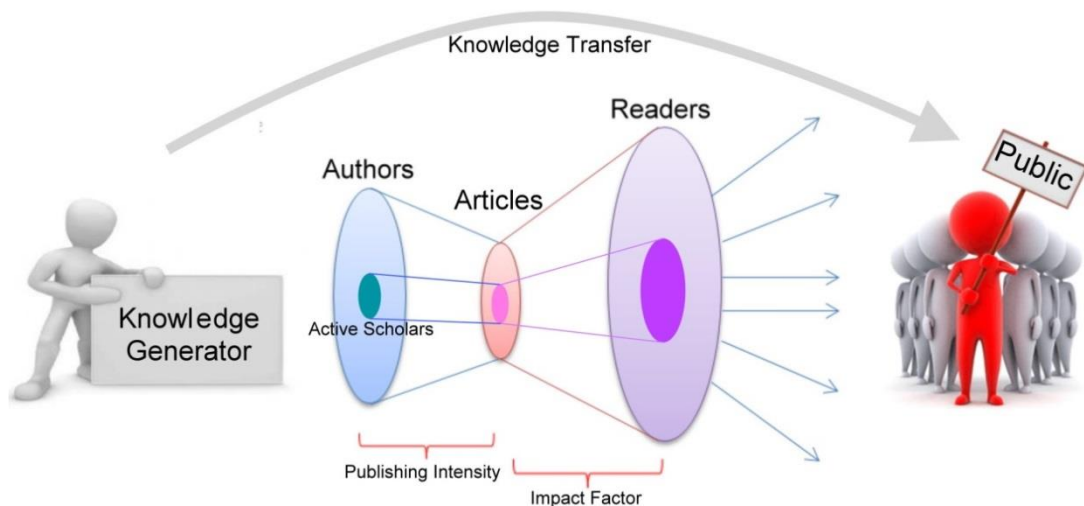 Knowledge Transfer
Readers
Authors
Articles
Public
Knowledge
Generator
Active Scholars
Publishing Intensity
Impact Factor